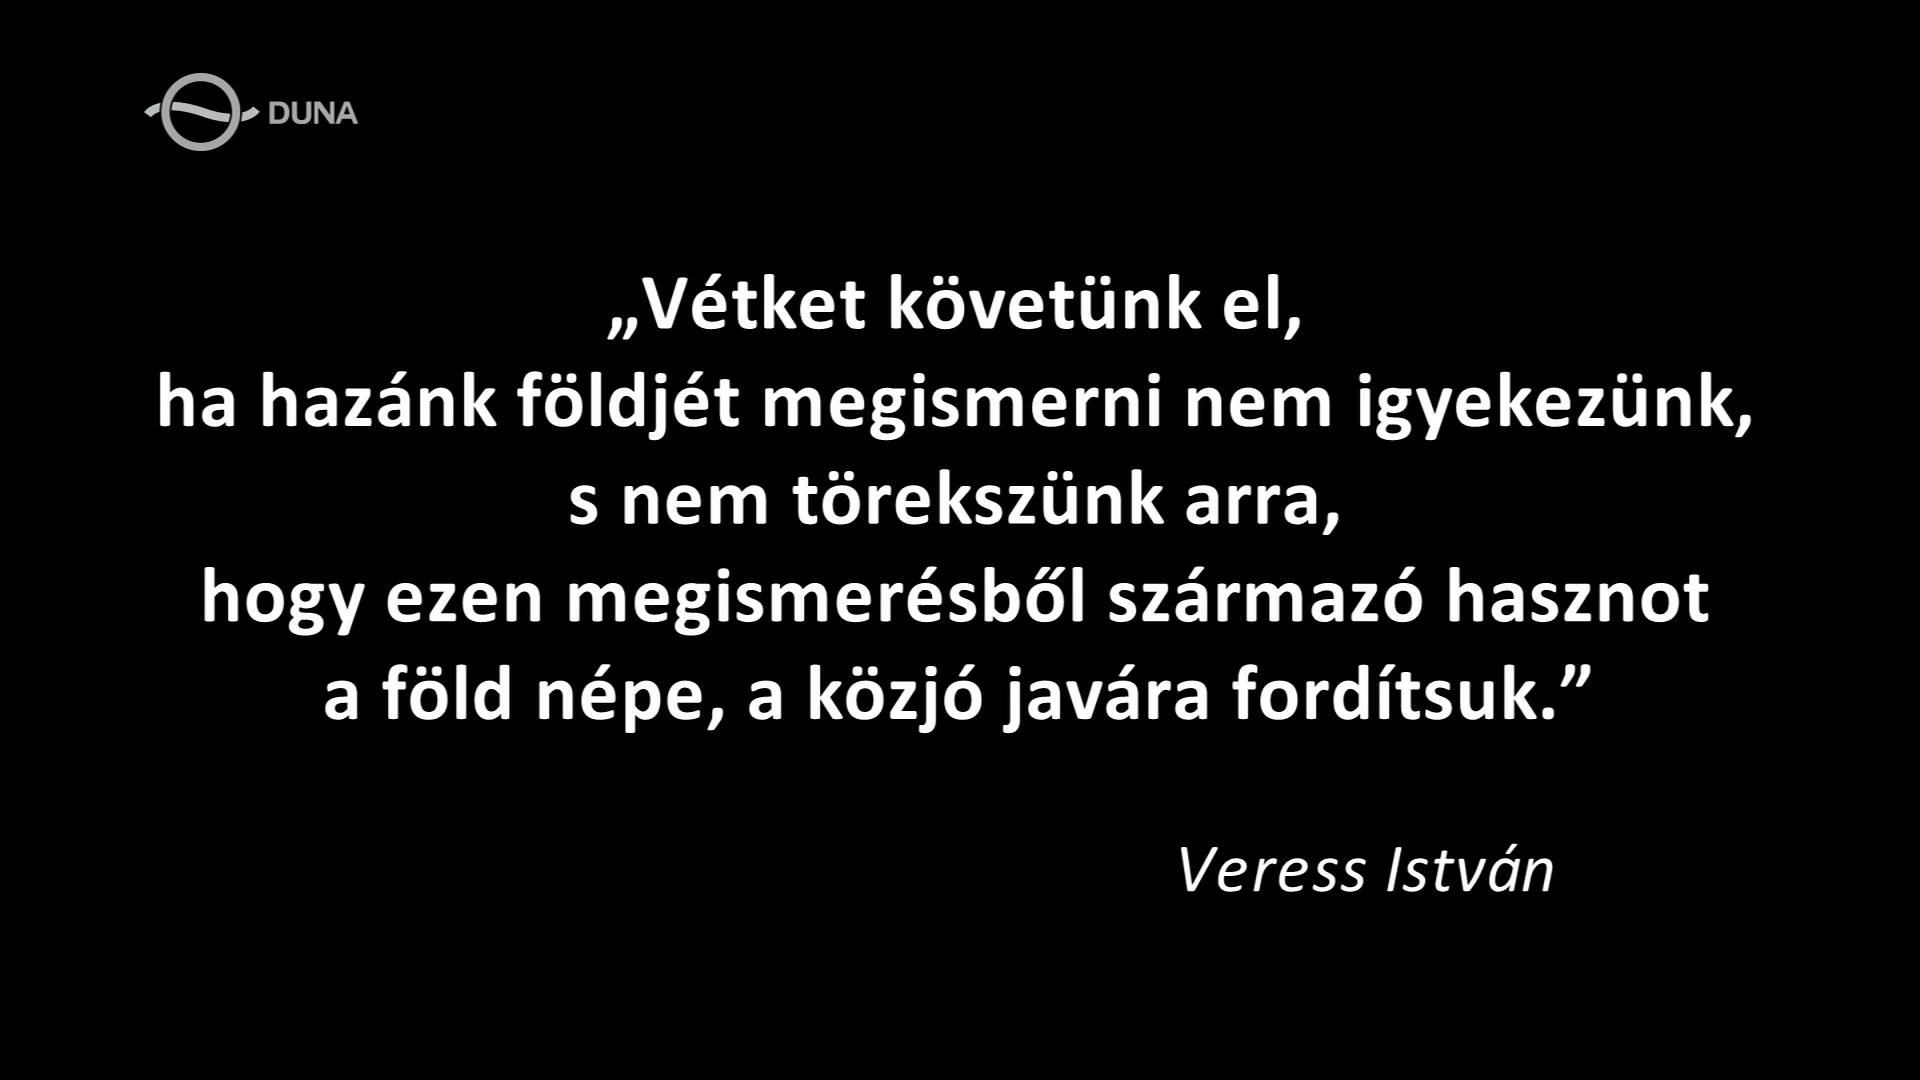 DUNA
„Vétket követünk el,
ha hazánk földjét megismerni nem igyekezünk,
s nem törekszünk arra,
hogy ezen megismerésből származó hasznot
a föld népe, a közjó javára fordítsuk.”
Veress István